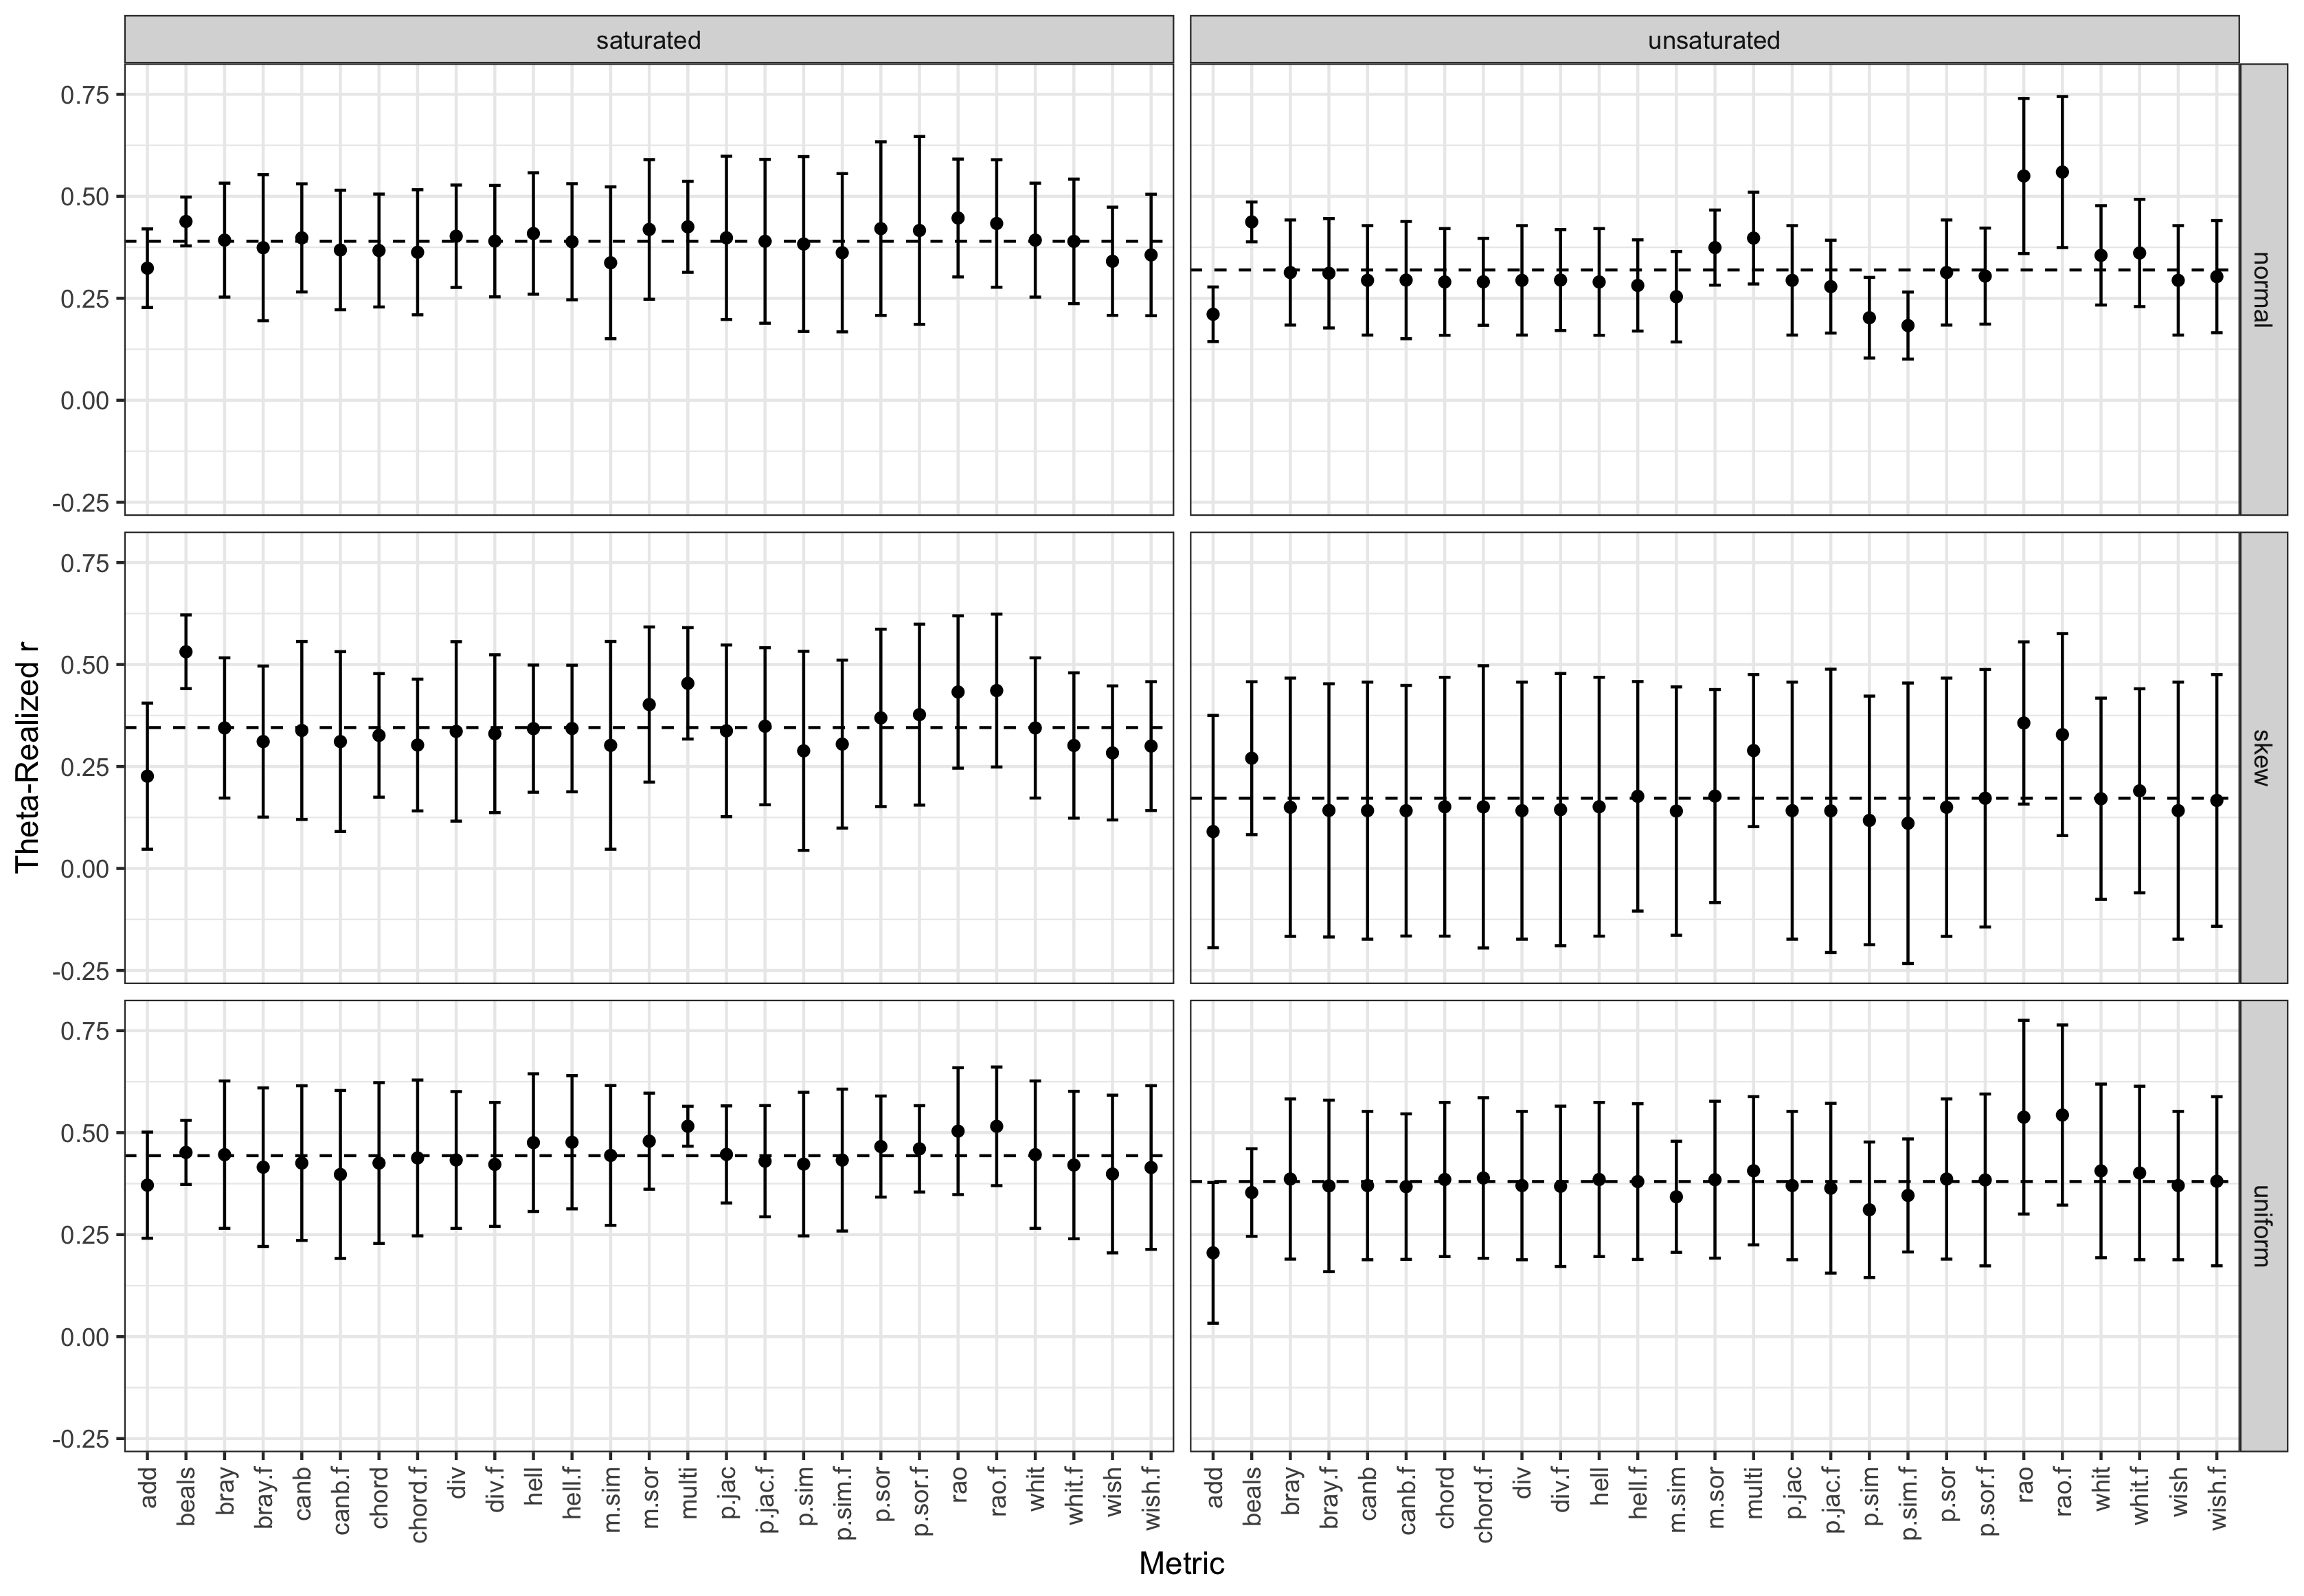 saturated
unsaturated
Theta-Realized r
0.75
0.50
0.25
0.00
-0.25
normal
0.75
0.50
0.25
0.00
-0.25
skew
0.75
0.50
0.25
0.00
-0.25
uniform
add
beals
bray
bray.f
canb
canb.f
chord
chord.f
div
div.f
hell
hell.f
m.sim
m.sor
multi
p.jac
p.jac.f
p.sim
p.sim.f
p.sor
p.sor.f
rao
rao.f
whit
whit.f
wish
wish.f
add
beals
bray
bray.f
canb
canb.f
chord
chord.f
div
div.f
hell
hell.f
m.sim
m.sor
multi
p.jac
p.jac.f
p.sim
p.sim.f
p.sor
p.sor.f
rao
rao.f
whit
whit.f
wish
wish.f
Metric